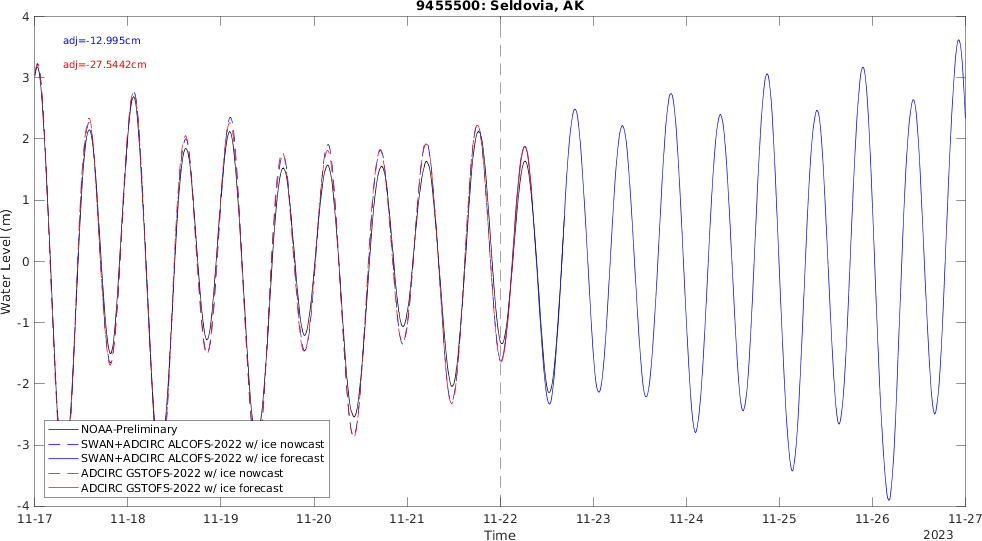 9455500: Seldovia, AK
adj=-12.995cm
adj=-27.5442cm
4
3
2
1
0
-1
-2
-3
-4
Water Level (m)
NOAA-Preliminary
SWAN+ADCIRC ALCOFS-2022 w/ ice nowcast
SWAN+ADCIRC ALCOFS-2022 w/ ice forecast
ADCIRC GSTOFS-2022 w/ ice nowcast
ADCIRC GSTOFS-2022 w/ ice forecast
11-17 11-18 11-19 11-20 11-21 11-22 11-23 11-24 11-25 11-26 11-27
Time
2023